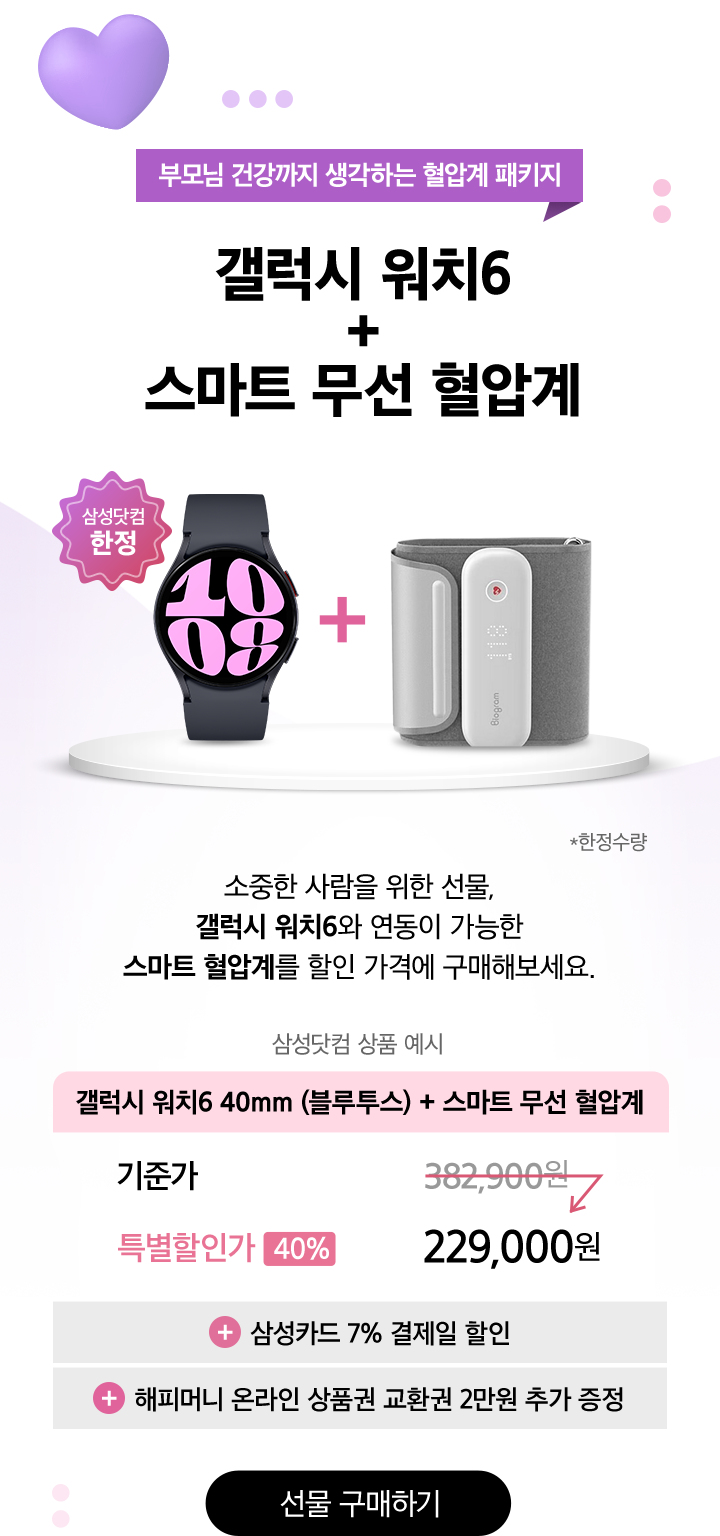 부모님 건강까지 생각하는 혈압계 패키지
갤럭시 워치6
+
스마트 무선 혈압계
삼성닷컴
한정
10
08
+
Biogram
*한정수량
소중한 사람을 위한 선물,
갤럭시 워치6와 연동이 가능한
스마트 혈압계를 할인 가격에 구매해보세요.
삼성닷컴 상품 예시
갤럭시 워치6 40mm (블루투스) + 스마트 무선 혈압계
기준가 382,900원
특별할인가 40% 229,000원
+ 삼성카드 7% 결제일 할인
+ 해피머니 온라인 상품권 교환권 2만원 추가 증정
선물 구매하기